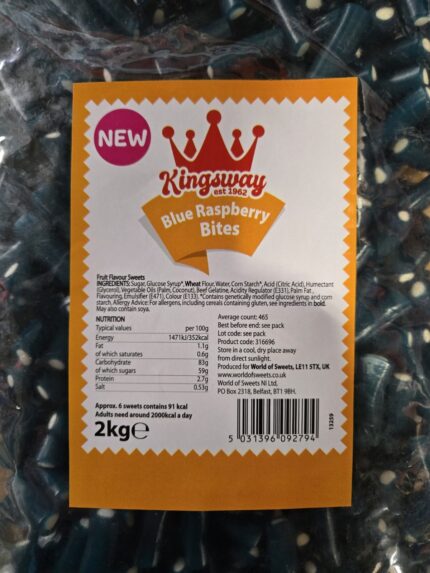 NEW
Kingsway
est 1962
Blue Raspberry
Bites
Fruit Flavour Sweets
INGREDIENTS: Sugar, Glucose Syrup*, Wheat Flour, Water, Corn Starch*, Acid (Citric Acid), Humectant
(Glycerol), Vegetable Oils (Palm, Coconut), Beef Gelatine, Acidity Regulator (E331), Palm Fat,
Flavouring, Emulsifier (E471), Colour (E133). *Contains genetically modified glucose syrup and corn
starch. Allergy Advice: For allergens, including cereals containing gluten, see ingredients in bold.
May also contain soya.
NUTRITION
Typical values per 100g
Energy 1471kJ/352kcal
Fat 1.1g
of which saturates 0.6g
Carbohydrate 83g
of which sugars 59g
Protein 2.7g
Salt 0.53g
Approx. 6 sweets contains 91 kcal
Adults need around 2000kcal a day
2kg℮
Average count: 465
Best before end: see pack
Lot code: see pack
Product code: 316696
Store in a cool, dry place away
from direct sunlight.
Produced for World of Sweets, LE11 5TX, UK
www.worldofsweets.co.uk
World of Sweets NI Ltd,
PO Box 2318, Belfast, BT1 9BH.
5 031396 092794
13259